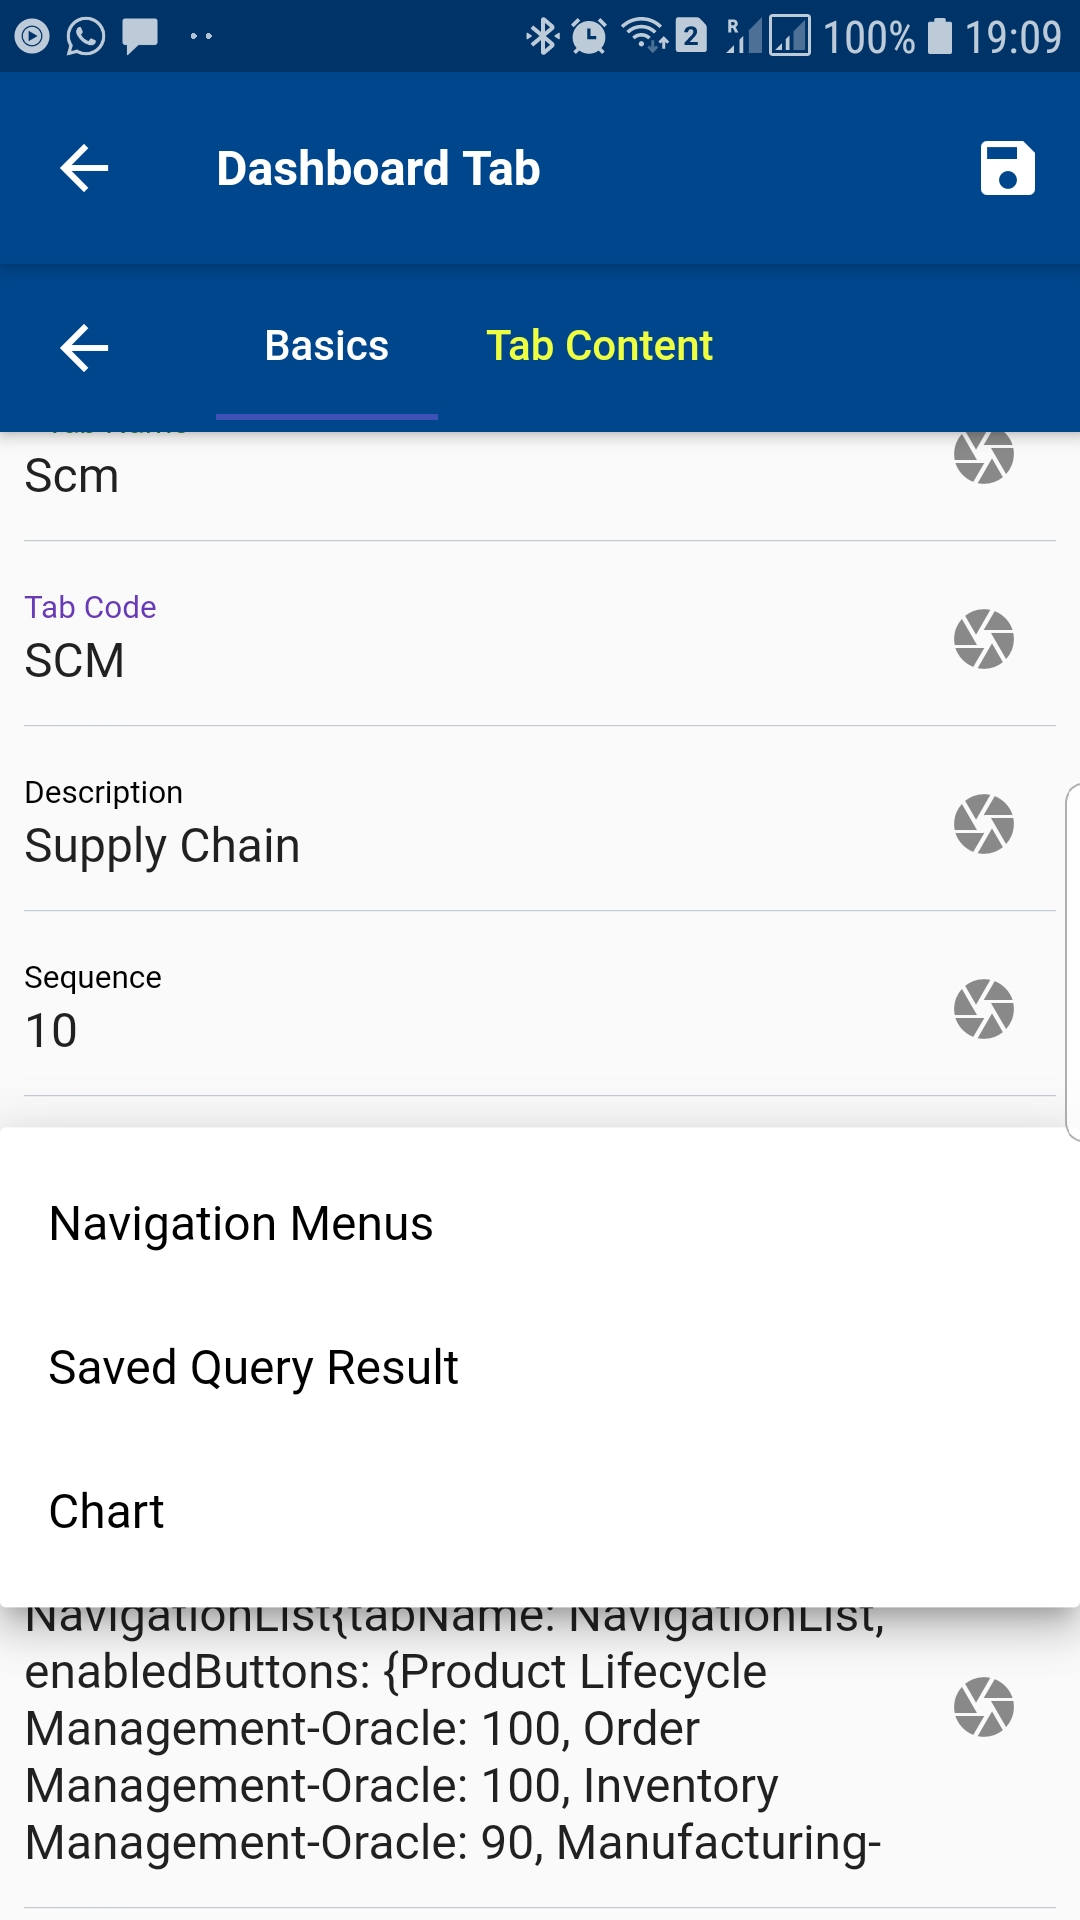 2 R 100% 19:09
Dashboard Tab
Basics Tab Content
Scm
Tab Code
SCM
Description
Supply Chain
Sequence
10
Navigation Menus
Saved Query Result
Chart
NavigationList{tabName: NavigationList,
enabledButtons: {Product Lifecycle
Management-Oracle: 100, Order
Management-Oracle: 100, Inventory
Management-Oracle: 90, Manufacturing-